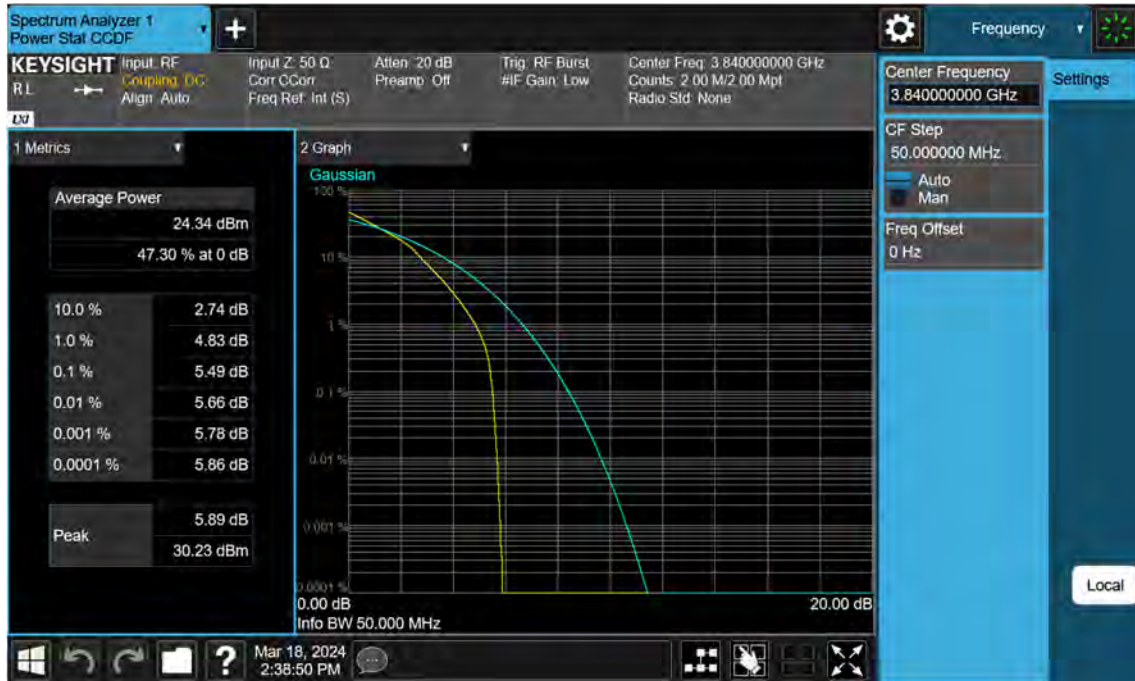 Spectrum Analyzer 1
Power Stat CCDF
Frequency
KEYSIGHT
RL
LXI
Input: RF
Coupling: DC
Align: Auto
Input Z: 50 Ω
Corr CCorr
Freq Ref: Int (S)
Atten: 20 dB
Preamp: Off
Trig: RF Burst
#IF Gain: Low
Center Freq: 3.840000000 GHz
Counts: 2.00 M/2.00 Mpt
Radio Std: None
1 Metrics
Average Power
24.34 dBm
47.30 % at 0 dB
10.0 % 2.74 dB
1.0 % 4.83 dB
0.1 % 5.49 dB
0.01 % 5.66 dB
0.001 % 5.78 dB
0.0001 % 5.86 dB
Peak
5.89 dB
30.23 dBm
2 Graph
Gaussian
100 %
10 %
1 %
0.1 %
0.01 %
0.001 %
0.0001 %
0.00 dB 20.00 dB
Info BW 50.000 MHz
Center Frequency
3.840000000 GHz
Settings
CF Step
50.000000 MHz
Auto
Man
Freq Offset
0 Hz
Local
?
Mar 18, 2024
2:38:50 PM